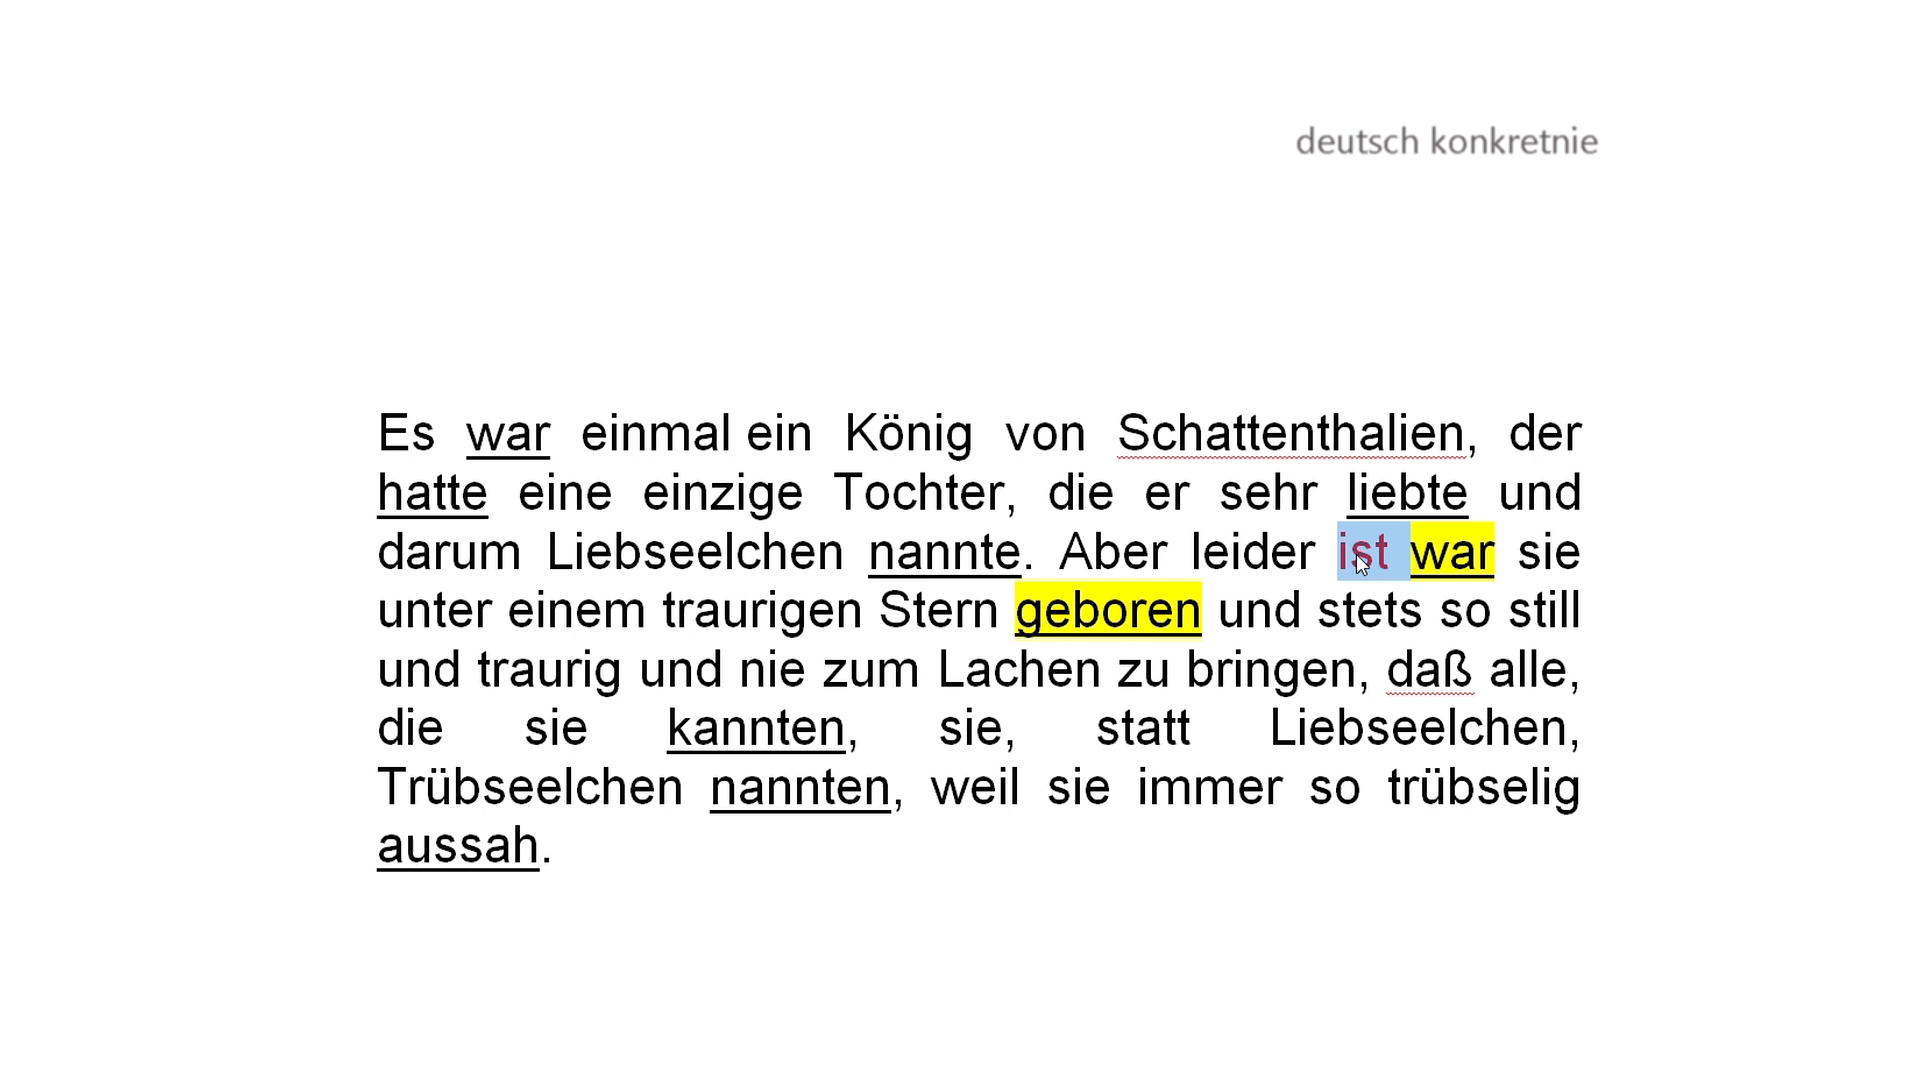 deutsch konkretnie
Es war einmal ein König von Schattenthalien, der
hatte eine einzige Tochter, die er sehr liebte und
darum Liebseelchen nannte. Aber leider ist war sie
unter einem traurigen Stern geboren und stets so still
und traurig und nie zum Lachen zu bringen, daß alle,
die sie kannten, sie, statt Liebseelchen,
Trübseelchen nannten, weil sie immer so trübselig
aussah.